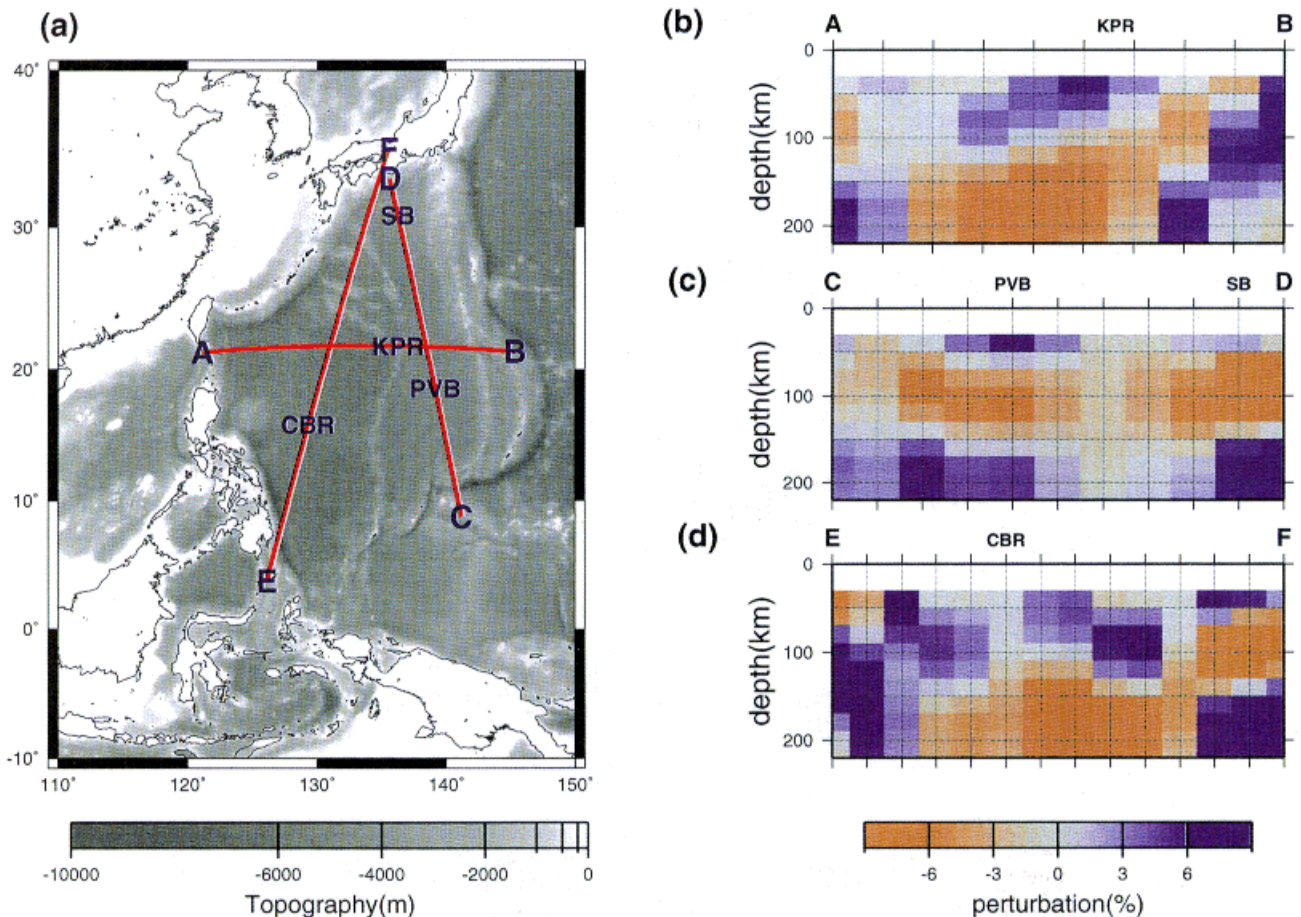 (a)
40°
30°
20°
10°
0°
-10°
110°
120°
130°
140°
150°
F
D
SB
A
KPR
B
PVB
CBR
C
E
-10000
-6000
-4000
-2000
0
Topography(m)
(b)
A
KPR
B
0
100
200
depth(km)
(c)
C
PVB
SB
D
0
100
200
depth(km)
(d)
E
CBR
F
0
100
200
depth(km)
-6
-3
0
3
6
perturbation(%)